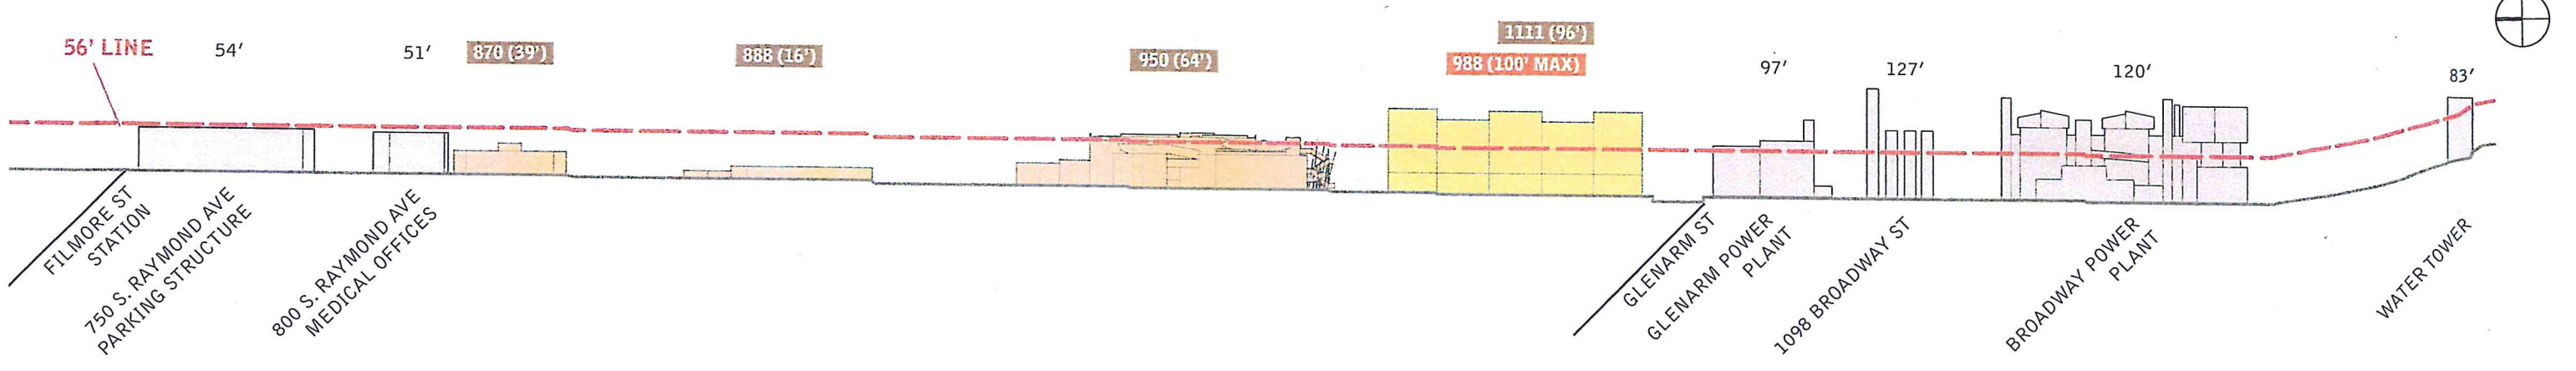 56' LINE
54'
51'
870 (39')
888 (16')
950 (64')
1111 (96')
988 (100' MAX)
97'
127'
120'
83'
FILMORE ST
STATION
750 S. RAYMOND AVE
PARKING STRUCTURE
800 S. RAYMOND AVE
MEDICAL OFFICES
GLENARM ST
GLENARM POWER
PLANT
1098 BROADWAY ST
BROADWAY POWER
PLANT
WATER TOWER